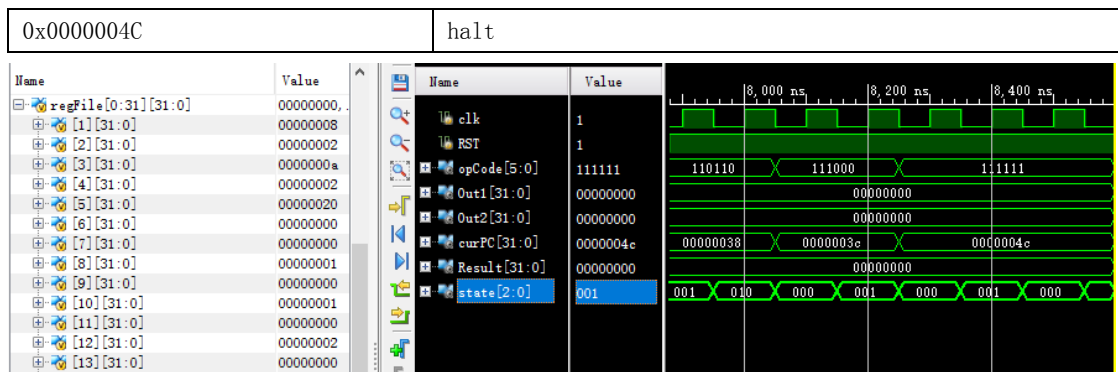 0x0000004C halt
Name Value Name Value
8,000 ns 8,200 ns 8,400 ns
regFile[0:31][31:0] 00000000,.
[1][31:0] 00000008
[2][31:0] 00000002
[3][31:0] 0000000a
[4][31:0] 00000002
[5][31:0] 00000020
[6][31:0] 00000000
[7][31:0] 00000000
[8][31:0] 00000001
[9][31:0] 00000000
[10][31:0] 00000001
[11][31:0] 00000000
[12][31:0] 00000002
[13][31:0] 00000000
clk 1
RST 1
opCode[5:0] 111111 110110 111000 111111
Out1[31:0] 00000000 00000000
Out2[31:0] 00000000 00000000
curPC[31:0] 0000004c 00000038 0000003c 0000004c
Result[31:0] 00000000 00000000
state[2:0] 001 001 010 000 001 000 001 000